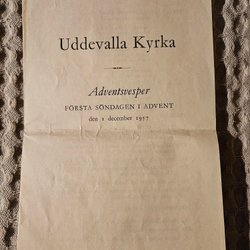 Uddevalla Kyrka
Adventsvesper
FÖRSTA SÖNDAGEN I ADVENT
den 1 december 1957